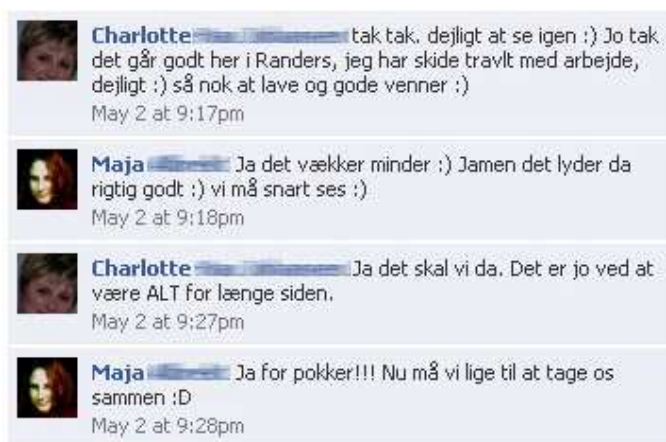 Charlotte tak tak. dejligt at se igen :) Jo tak
det går godt her i Randers, jeg har skide travlt med arbejde,
dejligt :) så nok at lave og gode venner :)
May 2 at 9:17pm
Maja Ja det vækker minder :) Jamen det lyder da
rigtig godt :) vi må snart ses :)
May 2 at 9:18pm
Charlotte Ja det skal vi da. Det er jo ved at
være ALT for længe siden.
May 2 at 9:27pm
Maja Ja for pokker!!! Nu må vi lige til at tage os
sammen :D
May 2 at 9:28pm